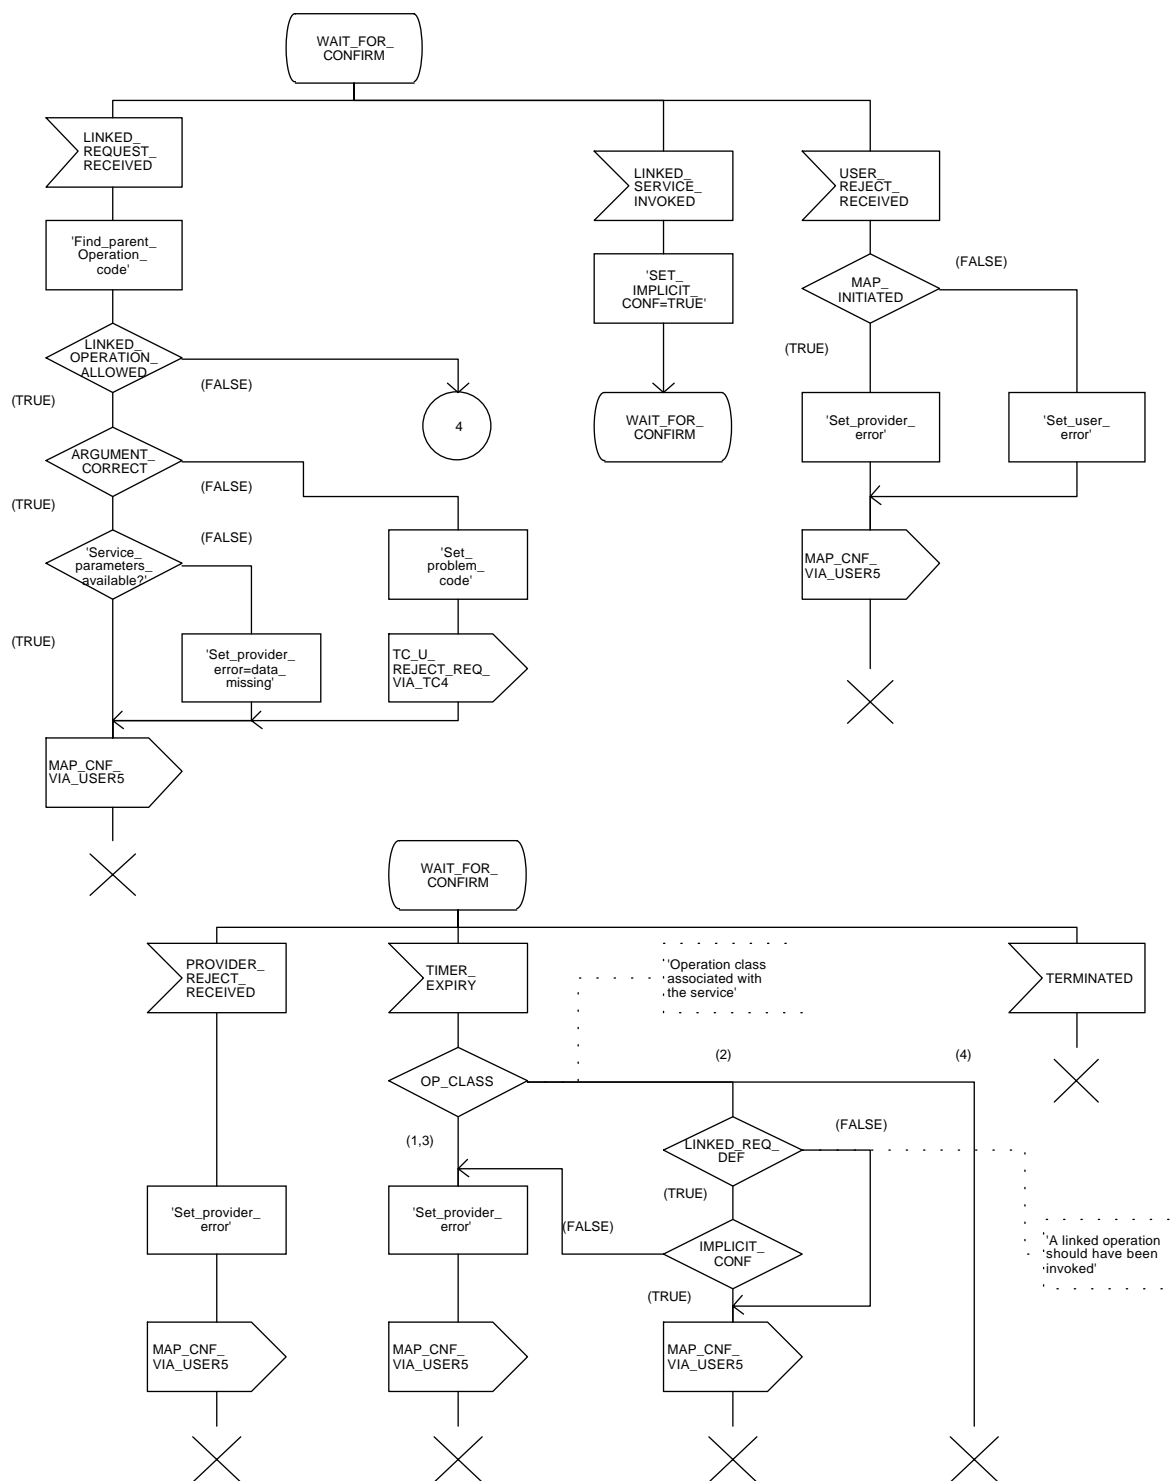 WAIT_FOR_
CONFIRM
LINKED_
REQUEST_
RECEIVED
LINKED_
SERVICE_
INVOKED
USER_
REJECT_
RECEIVED
'Find_parent_
Operation_
code'
'SET_
IMPLICIT_
CONF=TRUE'
MAP_
INITIATED
(FALSE)
(TRUE)
LINKED_
OPERATION_
ALLOWED
(FALSE)
(TRUE)
4
WAIT_FOR_
CONFIRM
'Set_provider_
error'
'Set_user_
error'
ARGUMENT_
CORRECT
(FALSE)
(TRUE)
'Service_
parameters_
available?'
(FALSE)
(TRUE)
'Set_
problem_
code'
MAP_CNF_
VIA_USER5
'Set_provider_
error=data_
missing'
TC_U_
REJECT_REQ_
VIA_TC4
MAP_CNF_
VIA_USER5
WAIT_FOR_
CONFIRM
PROVIDER_
REJECT_
RECEIVED
TIMER_
EXPIRY
'Operation class
associated with
the service'
TERMINATED
OP_CLASS
(2)
(4)
(1,3)
LINKED_REQ_
DEF
(FALSE)
(TRUE)
'Set_provider_
error'
'Set_provider_
error'
(FALSE)
IMPLICIT_
CONF
(TRUE)
'A linked operation
should have been
invoked'
MAP_CNF_
VIA_USER5
MAP_CNF_
VIA_USER5
MAP_CNF_
VIA_USER5